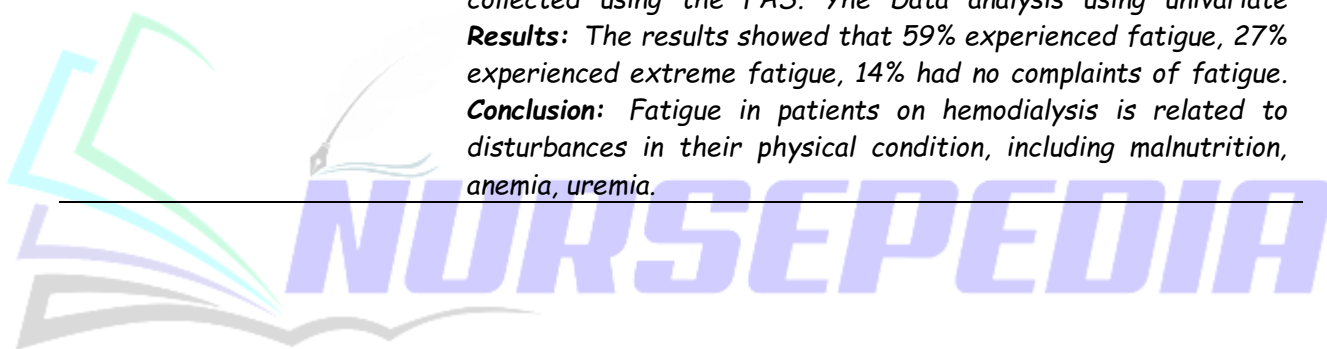 collected using the FAS. Data analysis using univariate
Results: The results showed that 59% experienced fatigue, 27%
experienced extreme fatigue, 14% had no complaints of fatigue.
Conclusion: Fatigue in patients on hemodialysis is related to
disturbances in their physical condition, including malnutrition,
anemia, uremia.
NURSEPEDIA